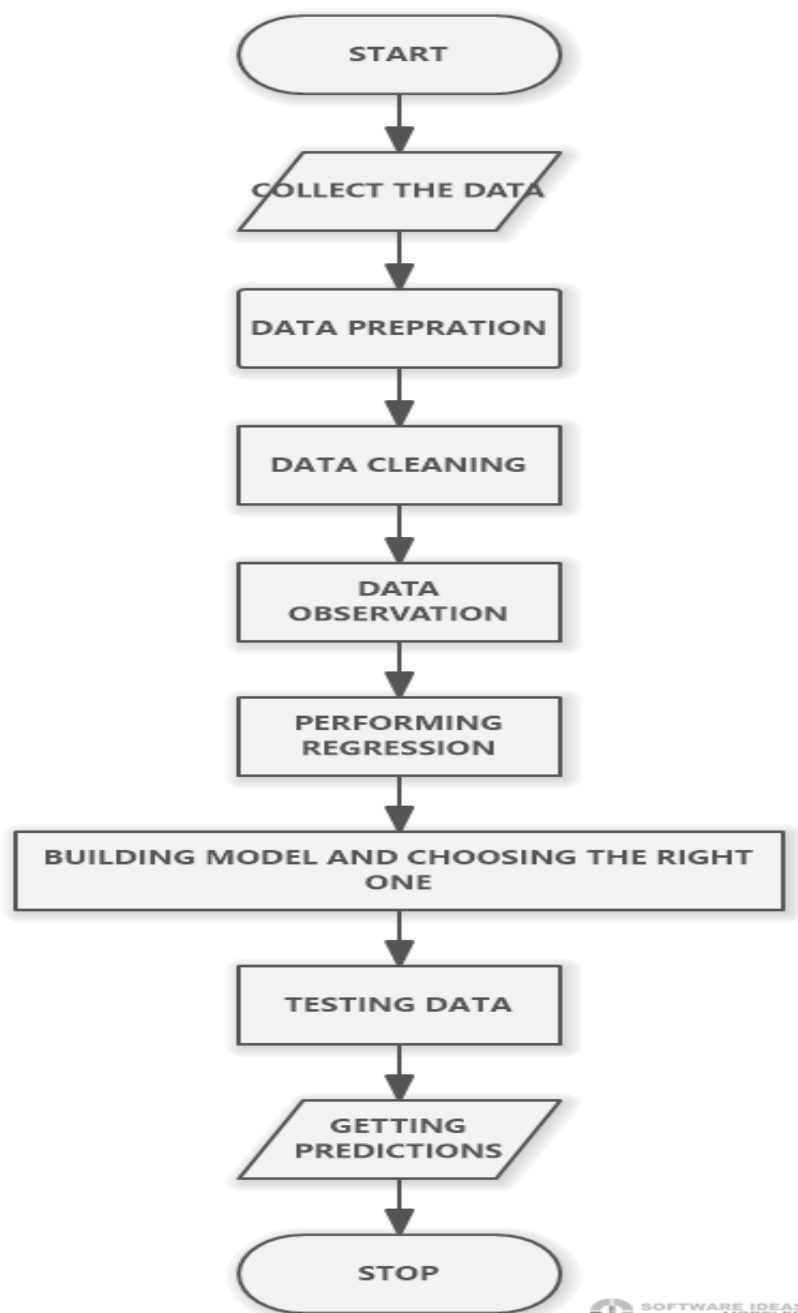 START
COLLECT THE DATA
DATA PREPRATION
DATA CLEANING
DATA
OBSERVATION
PERFORMING
REGRESSION
BUILDING MODEL AND CHOOSING THE RIGHT
ONE
TESTING DATA
GETTING
PREDICTIONS
STOP
SOFTWARE